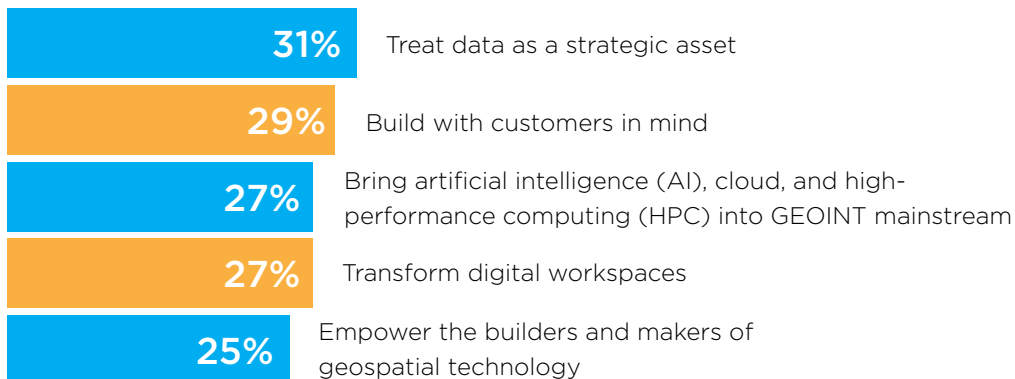 31%
Treat data as a strategic asset
29%
Build with customers in mind
27%
Bring artificial intelligence (AI), cloud, and high-
performance computing (HPC) into GEOINT mainstream
27%
Transform digital workspaces
25%
Empower the builders and makers of
geospatial technology